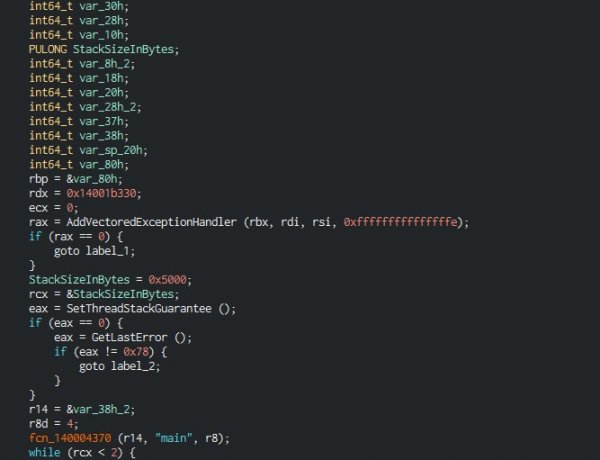 int64_t var_30h;
int64_t var_28h;
int64_t var_10h;
PULONG StackSizeInBytes;
int64_t var_8h_2;
int64_t var_18h;
int64_t var_20h;
int64_t var_28h_2;
int64_t var_37h;
int64_t var_38h;
int64_t var_sp_20h;
int64_t var_80h;
rbp = &var_80h;
rdx = 0x14001b330;
ecx = 0;
rax = AddVectoredExceptionHandler (rbx, rdi, rsi, 0xfffffffffffffffe);
if (rax == 0) {
goto label_1;
}
StackSizeInBytes = 0x5000;
rcx = &StackSizeInBytes;
eax = SetThreadStackGuarantee ();
if (eax == 0) {
eax = GetLastError ();
if (eax != 0x78) {
goto label_2;
}
}
r14 = &var_38h_2;
r8d = 4;
fcn_140004370 (r14, "main", r8);
while (rcx < 2) {